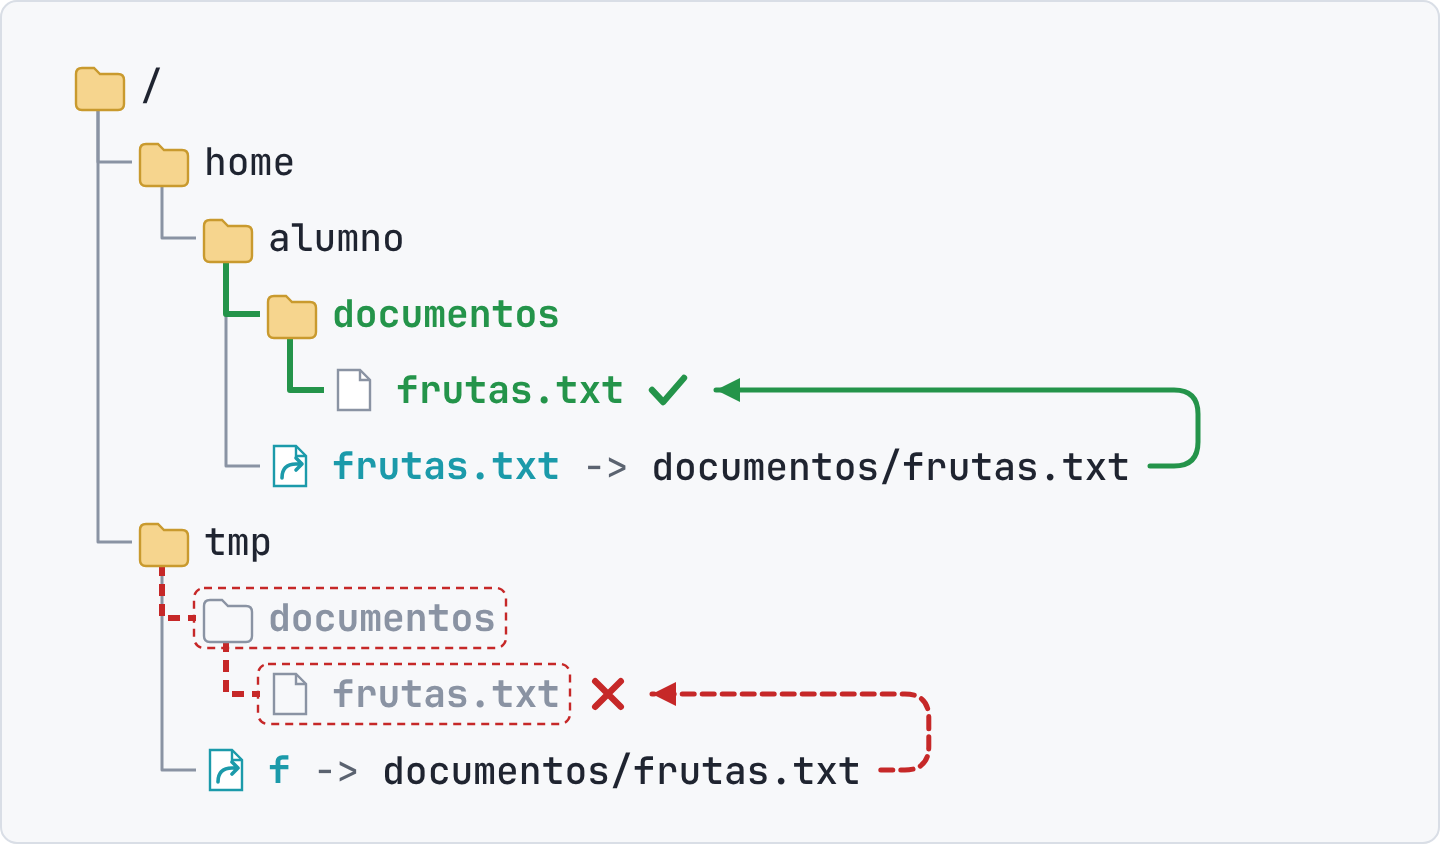 /
home
alumno
documentos
frutas.txt
frutas.txt -> documentos/frutas.txt
tmp
documentos
frutas.txt
f -> documentos/frutas.txt